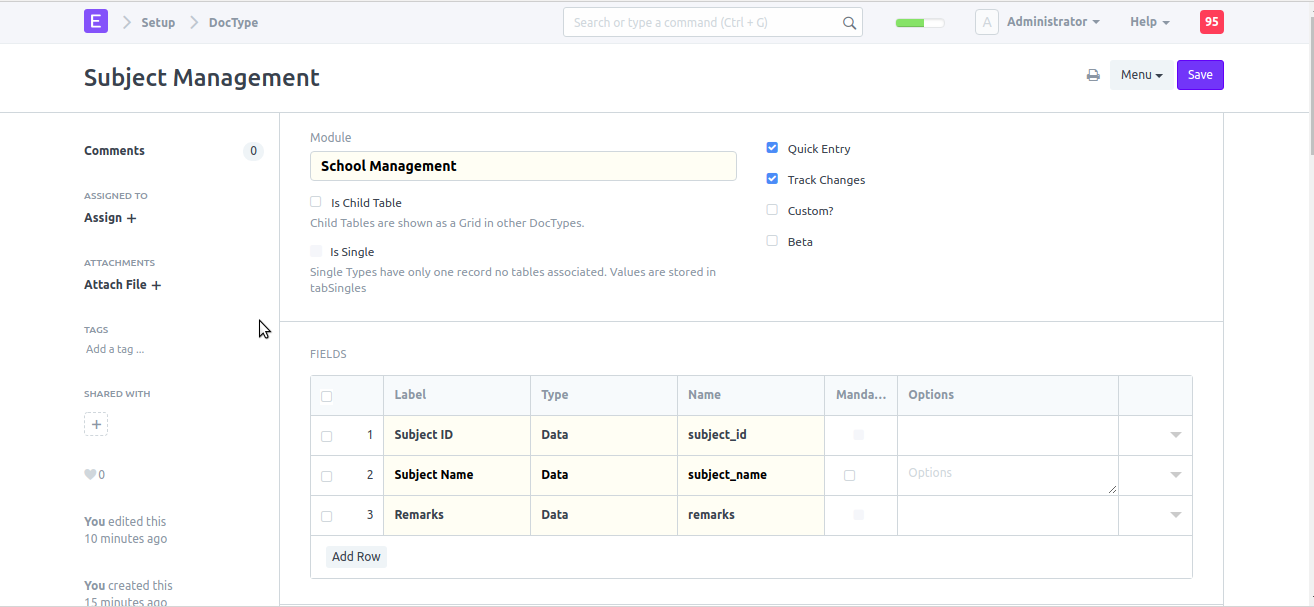 E Setup DocType Search or type a command (Ctrl + G) A Administrator Help 95
Subject Management
Menu Save
Comments 0
ASSIGNED TO
Assign +
ATTACHMENTS
Attach File +
TAGS
Add a tag ...
SHARED WITH
+
0
You edited this
10 minutes ago
You created this
15 minutes ago
Module
School Management
Is Child Table
Child Tables are shown as a Grid in other DocTypes.
Is Single
Single Types have only one record no tables associated. Values are stored in
tabSingles
Quick Entry
Track Changes
Custom?
Beta
FIELDS
Label Type Name Manda... Options
1 Subject ID Data subject_id
2 Subject Name Data subject_name Options
3 Remarks Data remarks
Add Row